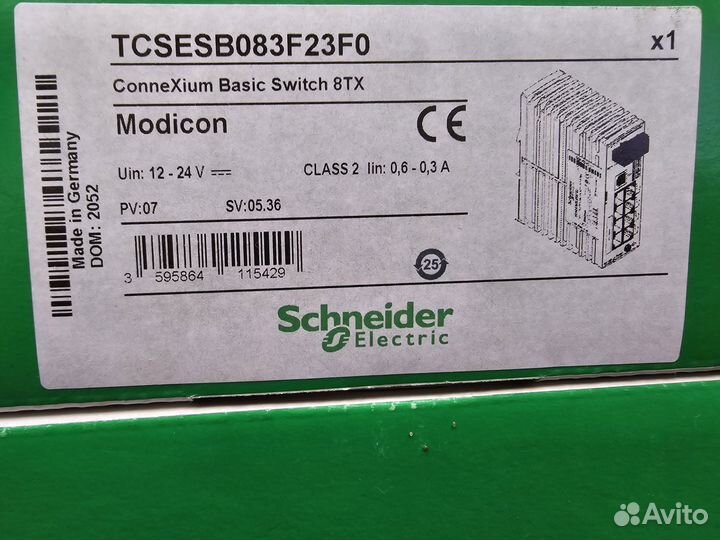 TCSESB083F23F0 x1
ConneXium Basic Switch 8TX
Modicon CE
Uin: 12 - 24 V CLASS 2 Iin: 0,6 - 0,3 A
PV:07 SV:05.36
Made in Germany
DOM: 2052
3 595864 115429
25
Schneider
Electric
Schneider
Avito